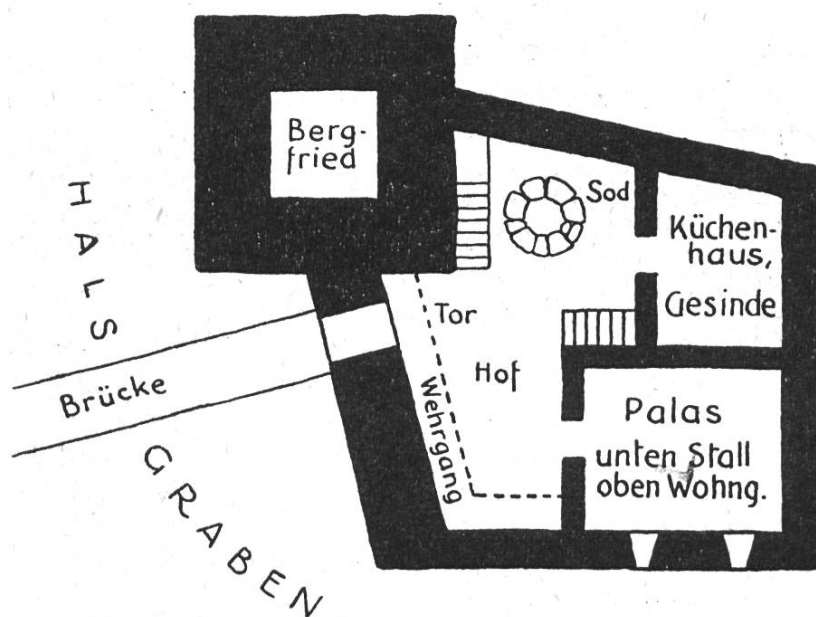 Berg-
fried
Sod
Küchen-
haus,
Gesinde
HALS
Tor
Brücke
Hof
Wehrgang
Palas
unten Stall
oben Wohng.
GRABEN